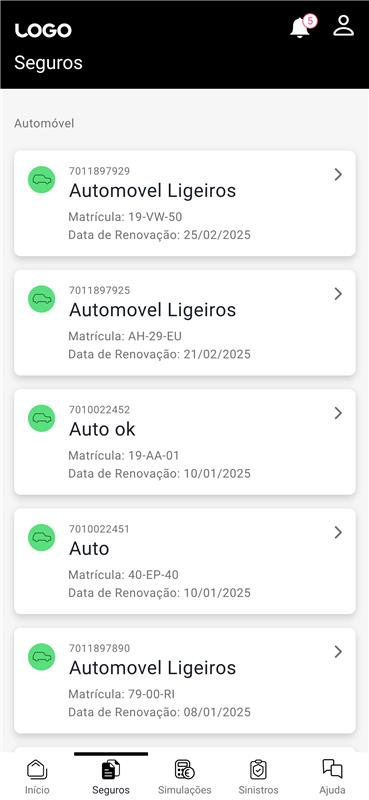 LOGO
5
Seguros
Automóvel
7011897929
Automovel Ligeiros
Matrícula: 19-VW-50
Data de Renovação: 25/02/2025
7011897925
Automovel Ligeiros
Matrícula: AH-29-EU
Data de Renovação: 21/02/2025
7010022452
Auto ok
Matrícula: 19-AA-01
Data de Renovação: 10/01/2025
7010022451
Auto
Matrícula: 40-EP-40
Data de Renovação: 10/01/2025
7011897890
Automovel Ligeiros
Matrícula: 79-00-RI
Data de Renovação: 08/01/2025
Início
Seguros
Simulações
Sinistros
Ajuda